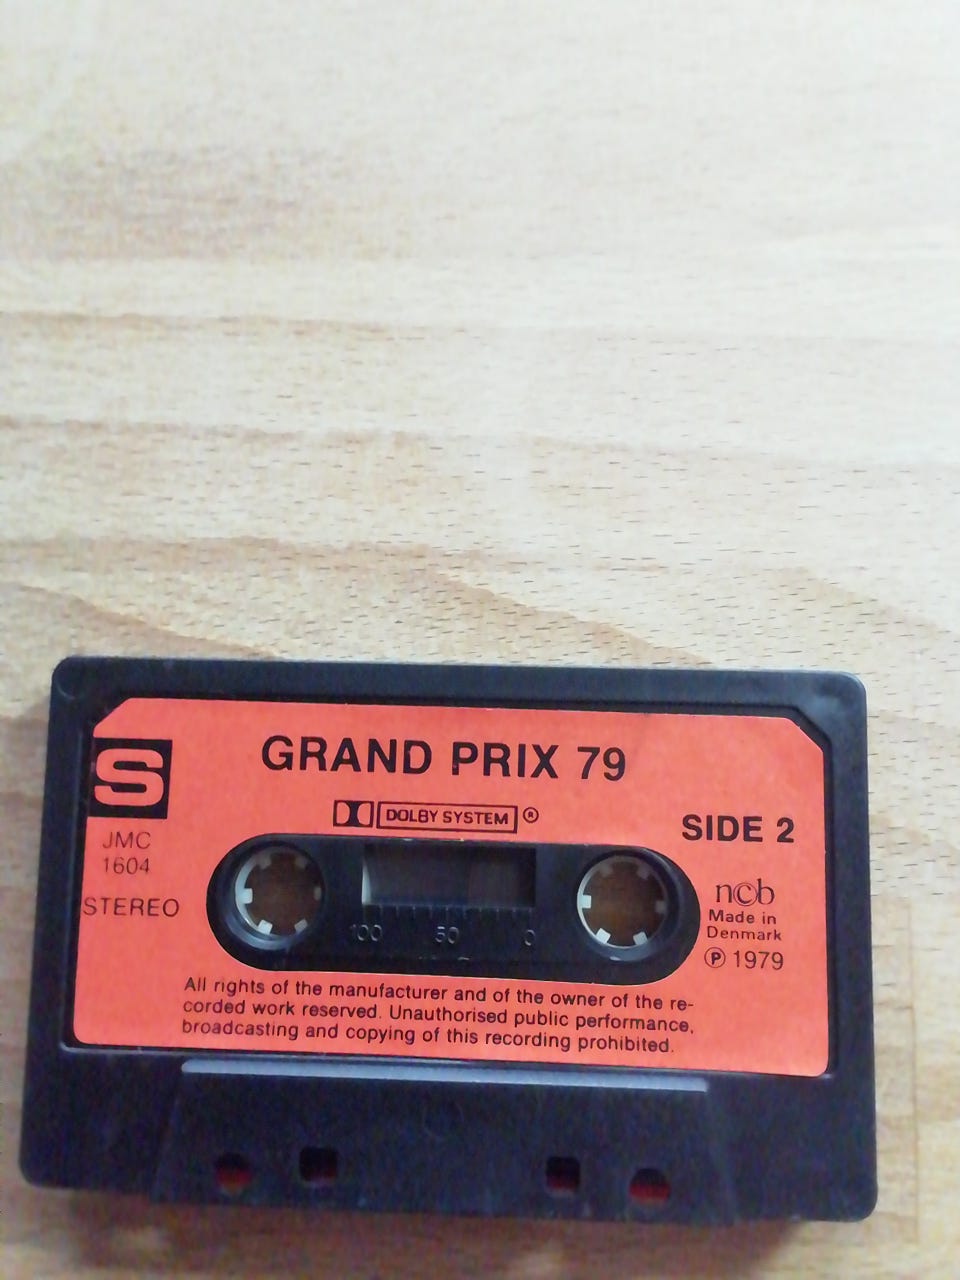 GRAND PRIX 79
S
DOLBY SYSTEM ®
SIDE 2
JMC
1604
STEREO
ncb
Made in
Denmark
℗ 1979
100 50 0
All rights of the manufacturer and of the owner of the re-
corded work reserved. Unauthorised public performance,
broadcasting and copying of this recording prohibited.